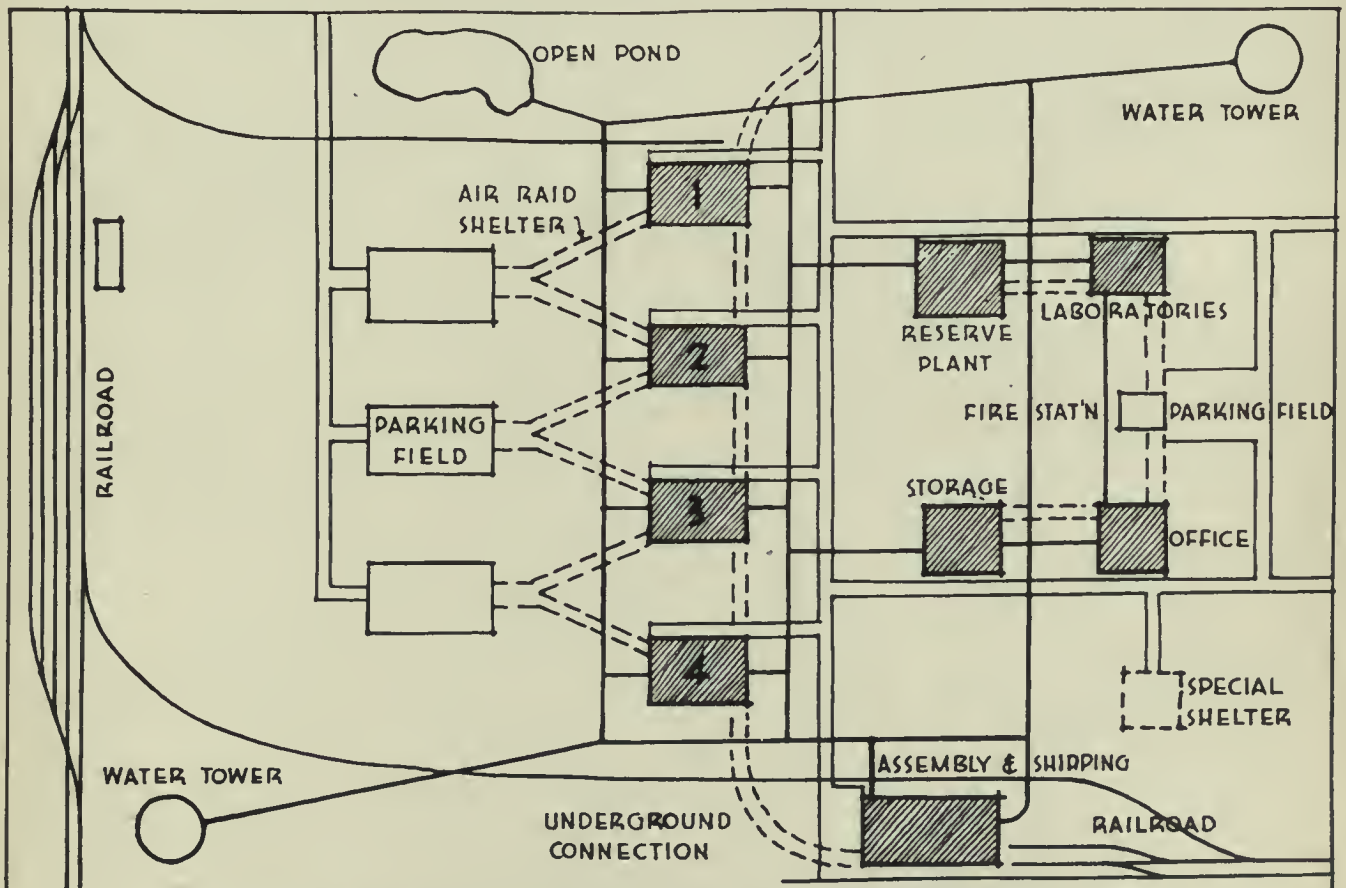 OPEN POND
WATER TOWER
AIR RAID
SHELTER
1
RESERVE
PLANT
LABORATORIES
2
RAILROAD
PARKING
FIELD
FIRE STAT'N
PARKING FIELD
STORAGE
3
OFFICE
4
SPECIAL
SHELTER
WATER TOWER
ASSEMBLY & SHIPPING
UNDERGROUND
CONNECTION
RAILROAD